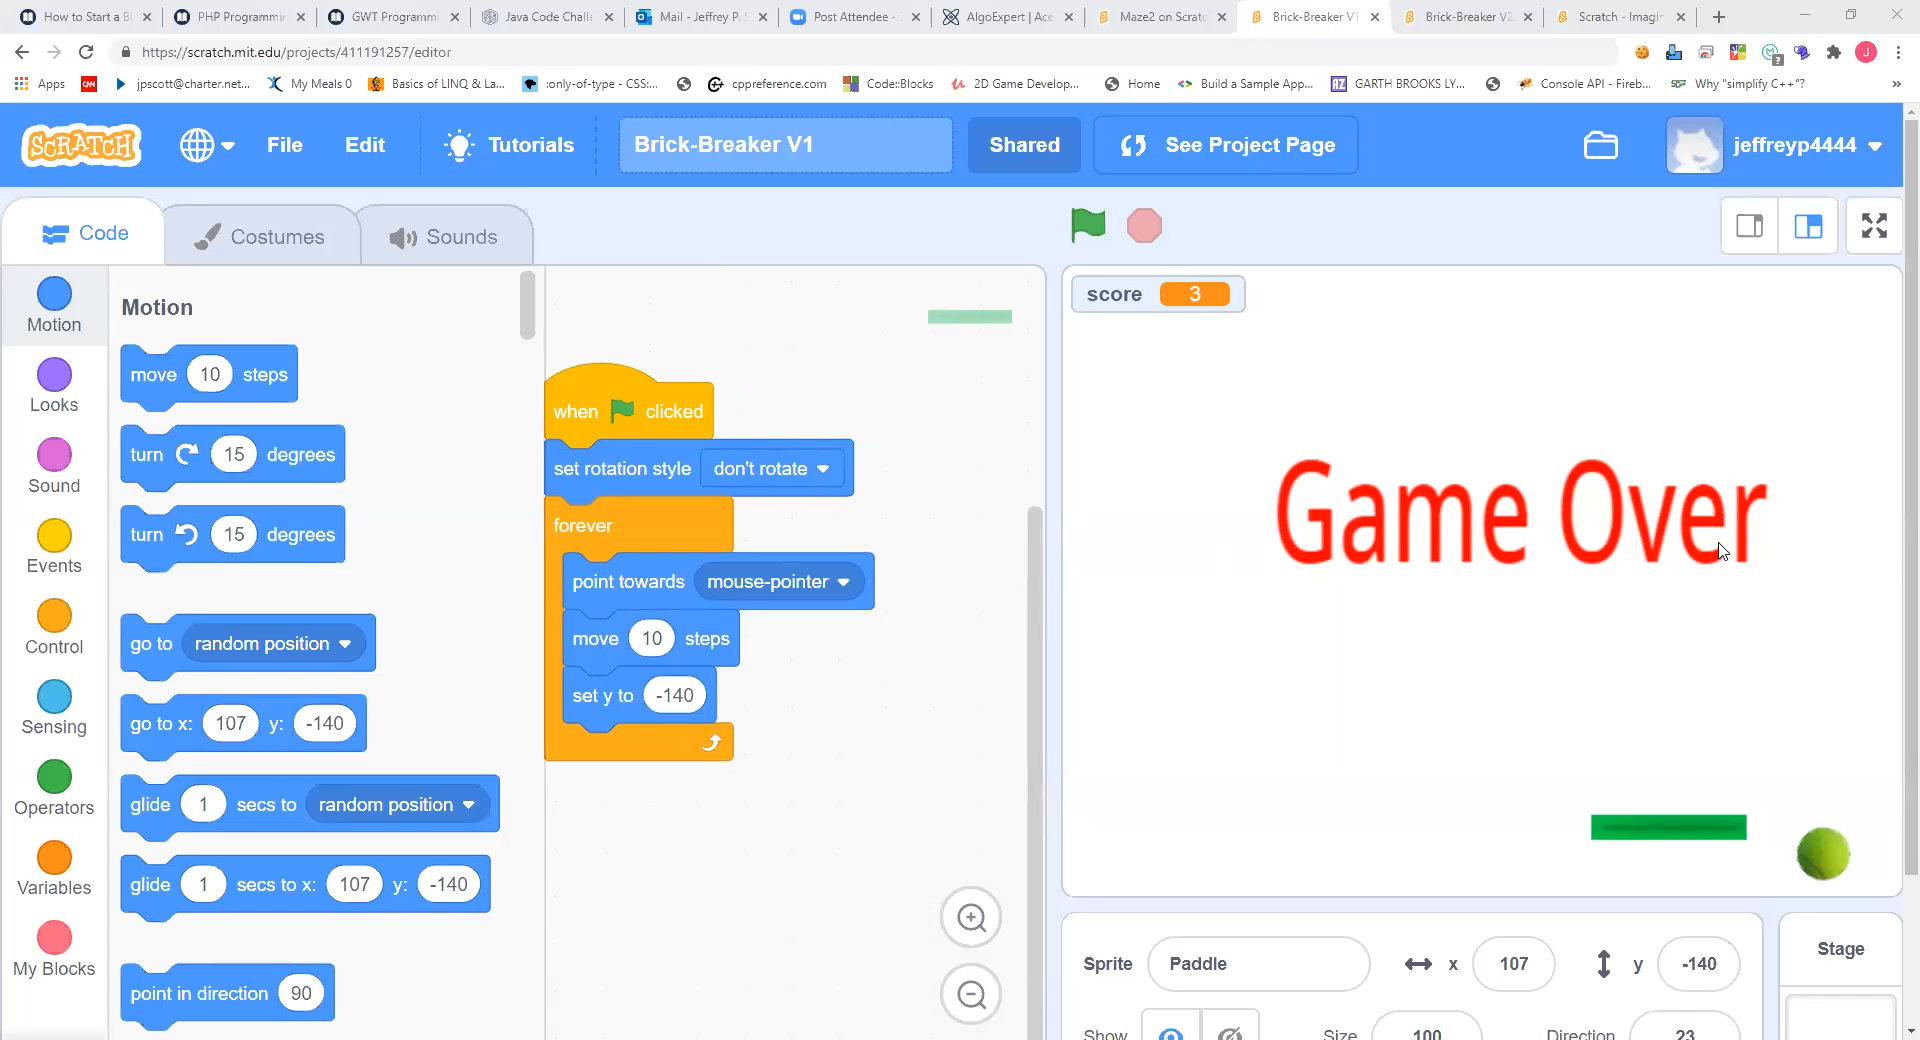 How to Start a B
PHP Programmin
GWT Programm
Java Code Chall
Mail - Jeffrey P. S
Post Attendee -
AlgoExpert | Ace
Maze2 on Scratc
Brick-Breaker V1
Brick-Breaker V2
Scratch - Imagin
https://scratch.mit.edu/projects/411191257/editor
J
Apps
CNN
jpscott@charter.net...
My Meals 0
Basics of LINQ & La...
:only-of-type - CSS:...
cppreference.com
Code::Blocks
2D Game Develop...
Home
Build a Sample App...
GARTH BROOKS LY...
Console API - Fireb...
Why "simplify C++"?
»
SCRATCH
File
Edit
Tutorials
Brick-Breaker V1
Shared
See Project Page
jeffreyp4444
Code
Costumes
Sounds
Motion
Looks
Sound
Events
Control
Sensing
Operators
Variables
My Blocks
Motion
move 10 steps
turn 15 degrees
turn 15 degrees
go to random position
go to x: 107 y: -140
glide 1 secs to random position
glide 1 secs to x: 107 y: -140
point in direction 90
when clicked
set rotation style don't rotate
forever
point towards mouse-pointer
move 10 steps
set y to -140
score 3
Game Over
Sprite Paddle x 107 y -140
Show Size 100 Direction 23
Stage